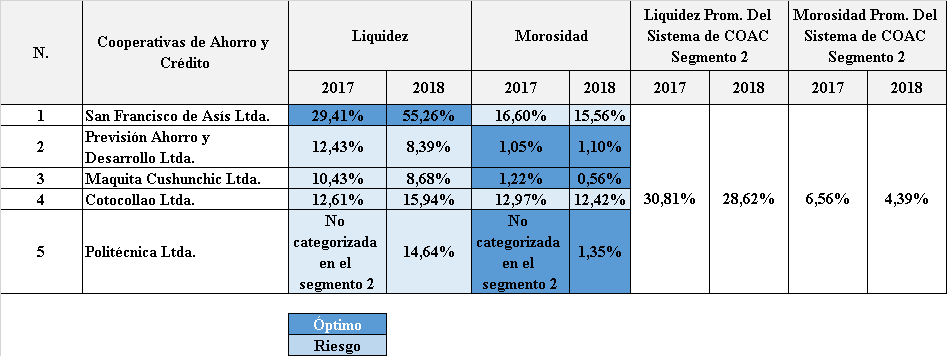 N.
Cooperativas de Ahorro y
Crédito
Liquidez
Morosidad
Liquidez Prom. Del
Sistema de COAC
Segmento 2
Morosidad Prom. Del
Sistema de COAC
Segmento 2
2017 2018 2017 2018 2017 2018 2017 2018
1 San Francisco de Asís Ltda. 29,41% 55,26% 16,60% 15,56%
2 Previsión Ahorro y
Desarrollo Ltda. 12,43% 8,39% 1,05% 1,10%
3 Maquita Cushunchic Ltda. 10,43% 8,68% 1,22% 0,56%
4 Cotocollao Ltda. 12,61% 15,94% 12,97% 12,42% 30,81% 28,62% 6,56% 4,39%
5 Politécnica Ltda.
No
categorizada
en el
segmento 2
14,64%
No
categorizada
en el
segmento 2
1,35%
Óptimo
Riesgo